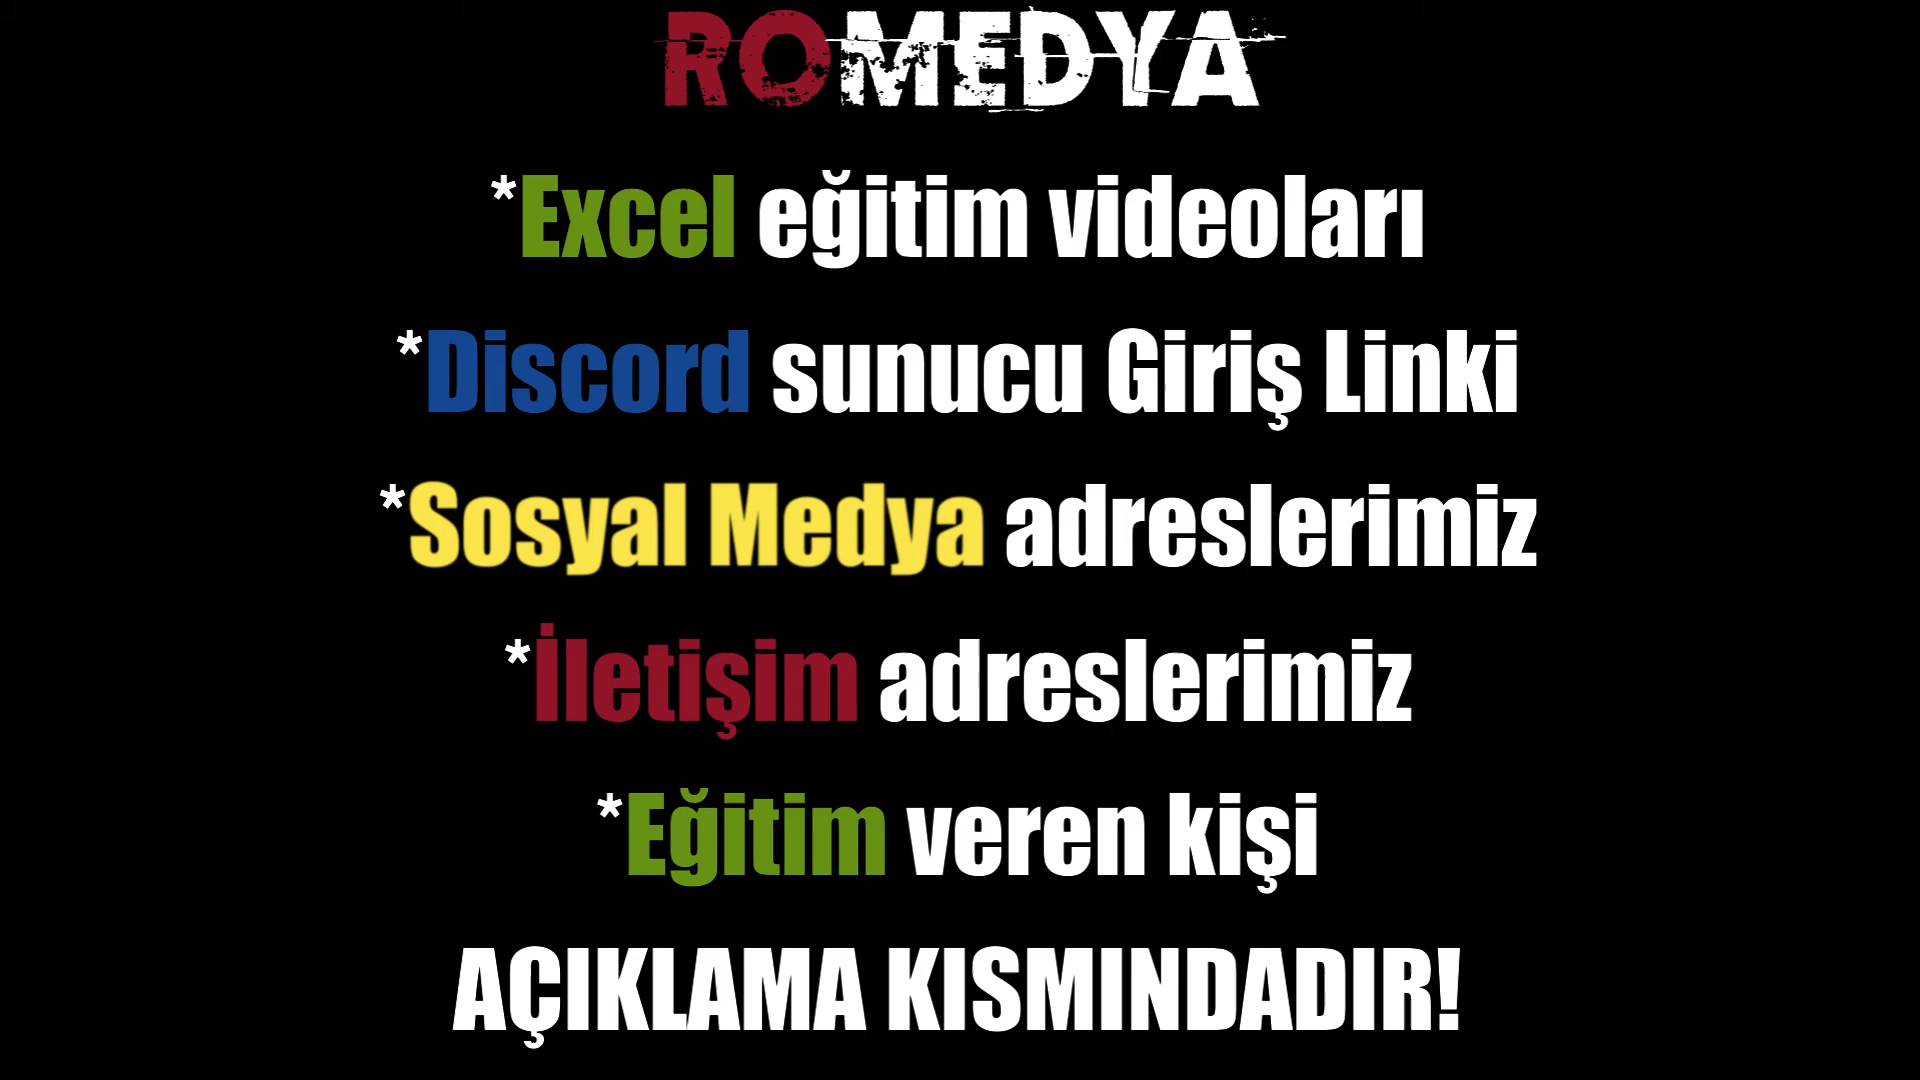 ROMEDYA
*Excel eğitim videoları
*Discord sunucu Giriş Linki
*Sosyal Medya adreslerimiz
*İletişim adreslerimiz
*Eğitim veren kişi
AÇIKLAMA KISMINDADIR!